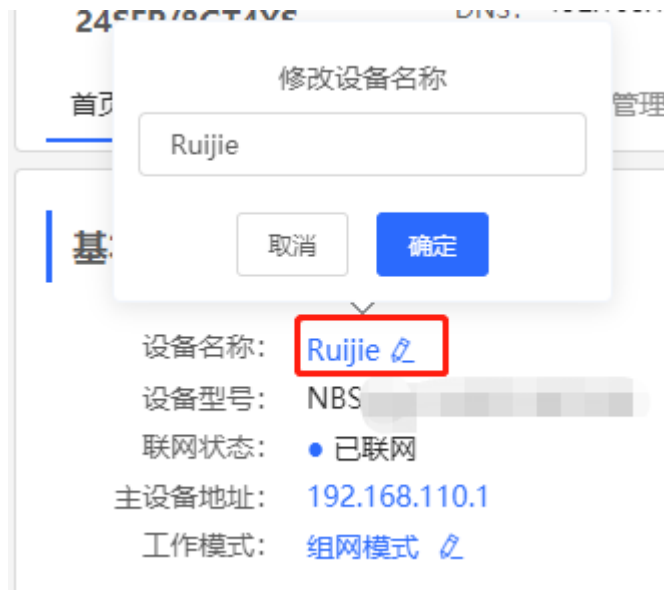 修改设备名称
管理
Ruijie
取消
确定
设备名称：
Ruijie
设备型号：
NBS
联网状态：
已联网
主设备地址：
192.168.110.1
工作模式：
组网模式